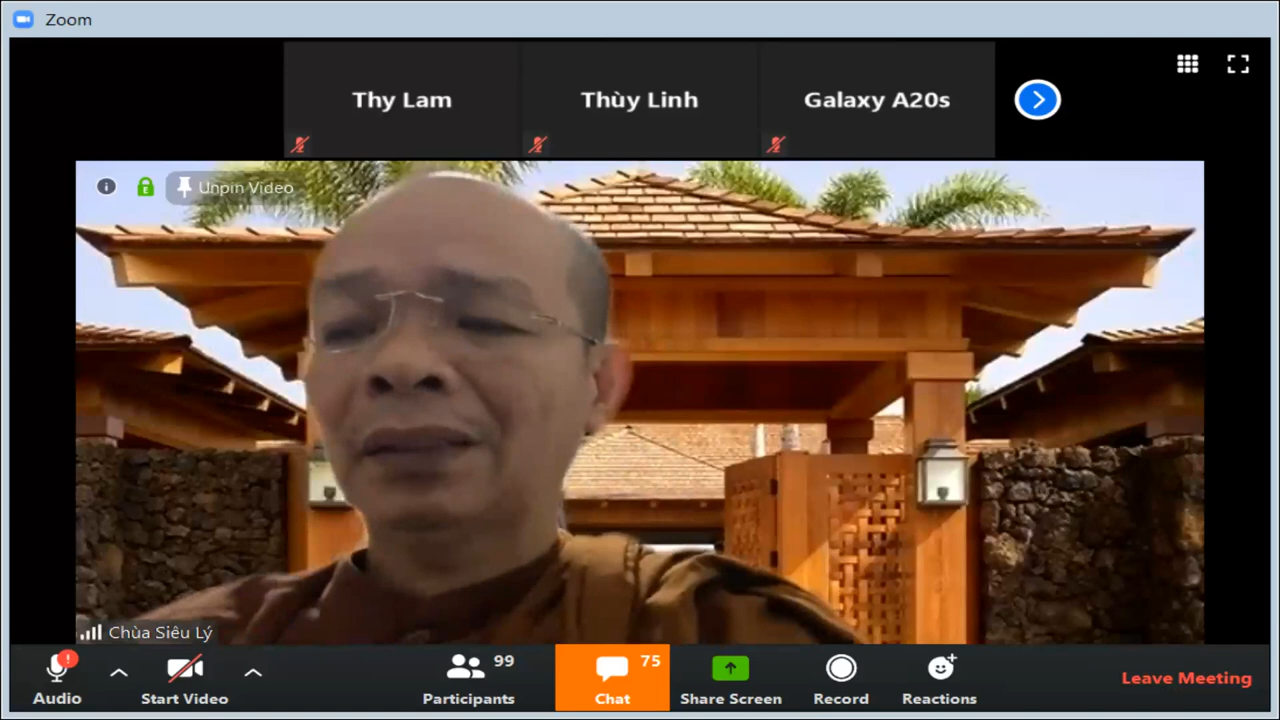 Zoom
Thy Lam
Thùy Linh
Galaxy A20s
Unpin Video
Chùa Siêu Lý
99
75
Audio
Start Video
Participants
Chat
Share Screen
Record
Reactions
Leave Meeting